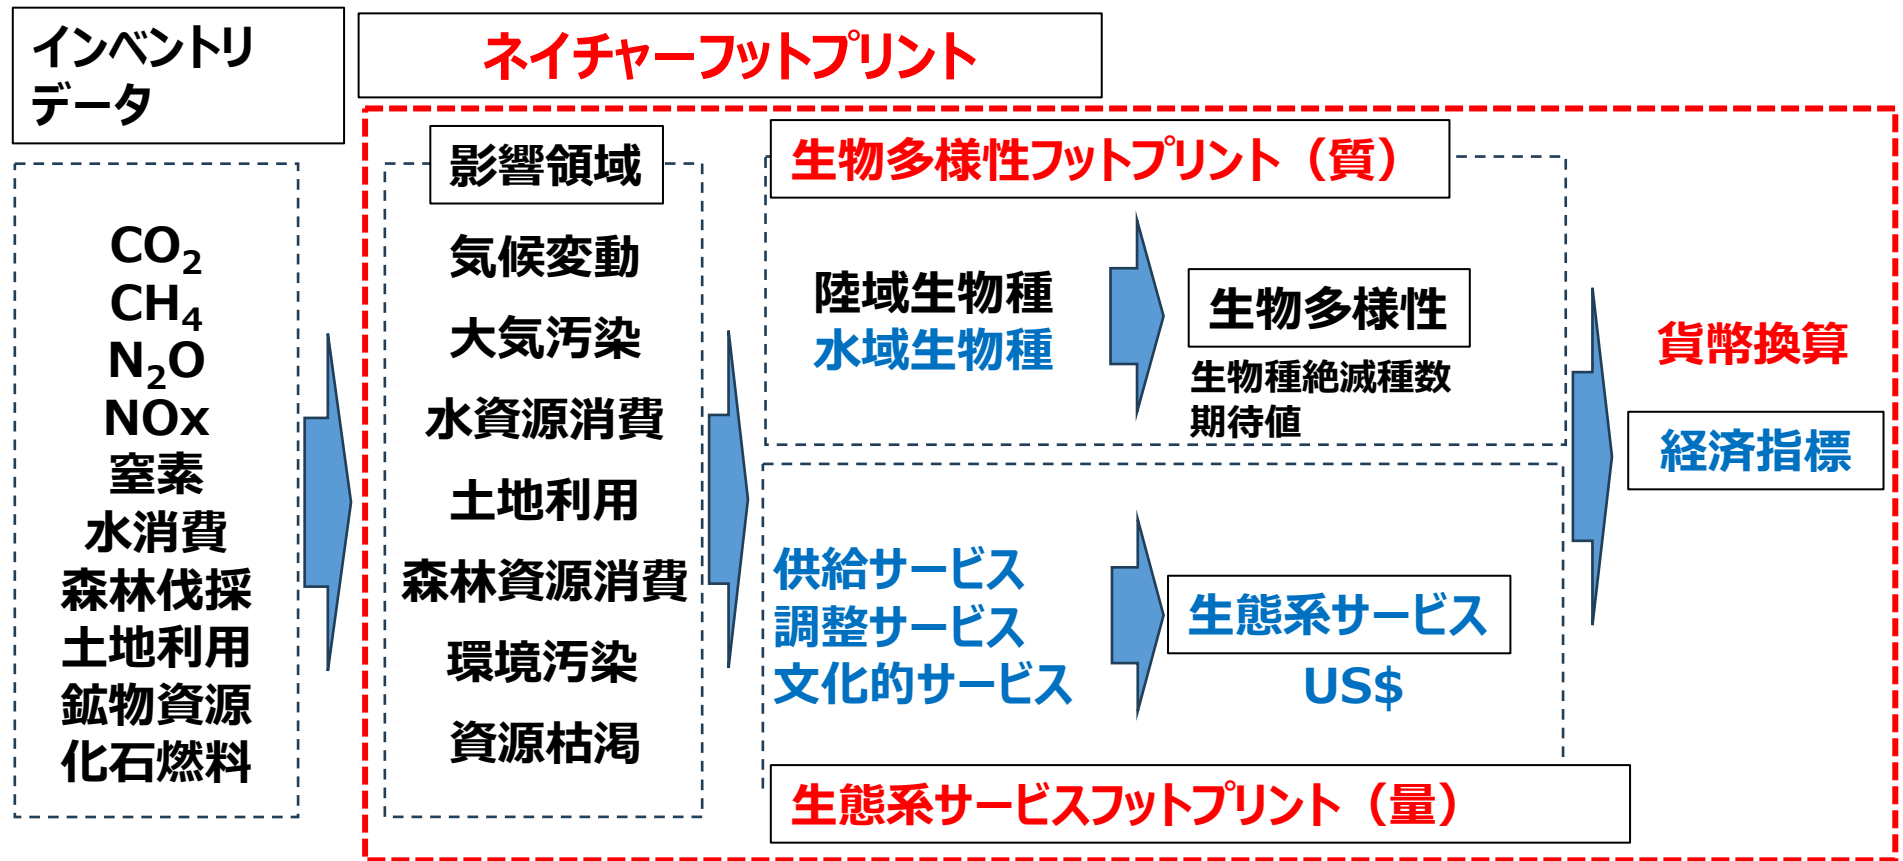 インベントリ
データ
CO₂
CH₄
N₂O
NOx
窒素
水消費
森林伐採
土地利用
鉱物資源
化石燃料
ネイチャーフットプリント
影響領域
気候変動
大気汚染
水資源消費
土地利用
森林資源消費
環境汚染
資源枯渇
生物多様性フットプリント（質）
陸域生物種
水域生物種
生物多様性
生物種絶滅種数
期待値
供給サービス
調整サービス
文化的サービス
生態系サービス
US$
生態系サービスフットプリント（量）
貨幣換算
経済指標